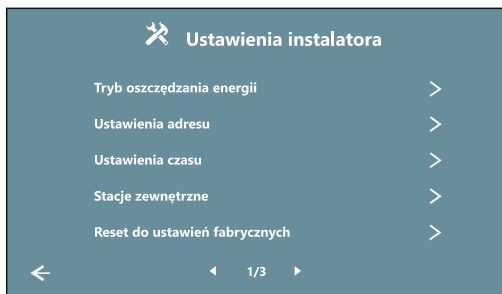 Ustawienia instalatora
Tryb oszczędzania energii
Ustawienia adresu
Ustawienia czasu
Stacje zewnętrzne
Reset do ustawień fabrycznych
1/3